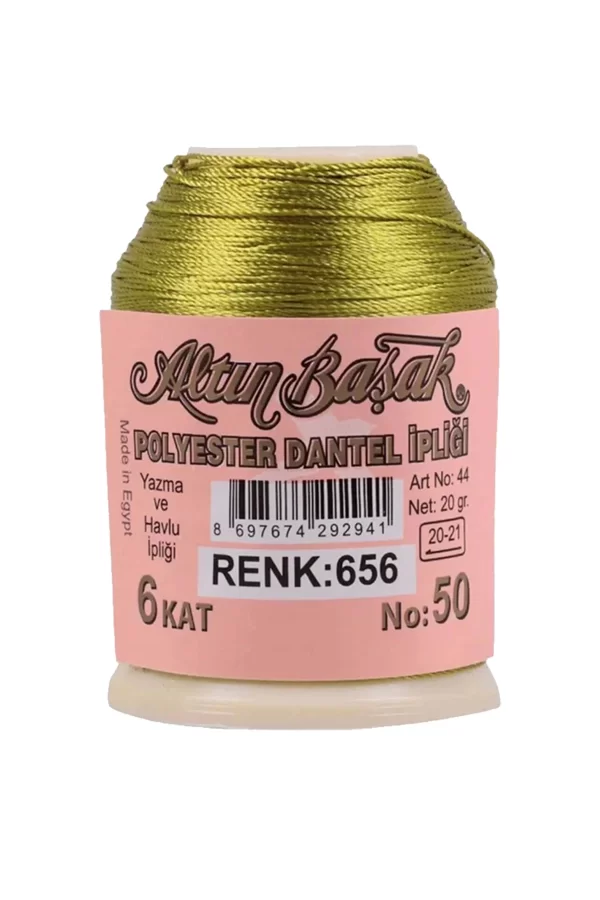 Altın Başak
POLYESTER DANTEL İPLİĞİ
Made in Egypt
Yazma
ve
Havlu
İpliği
8 697674 292941
Art No: 44
Net: 20 gr.
20-21
RENK:656
6 KAT
No: 50